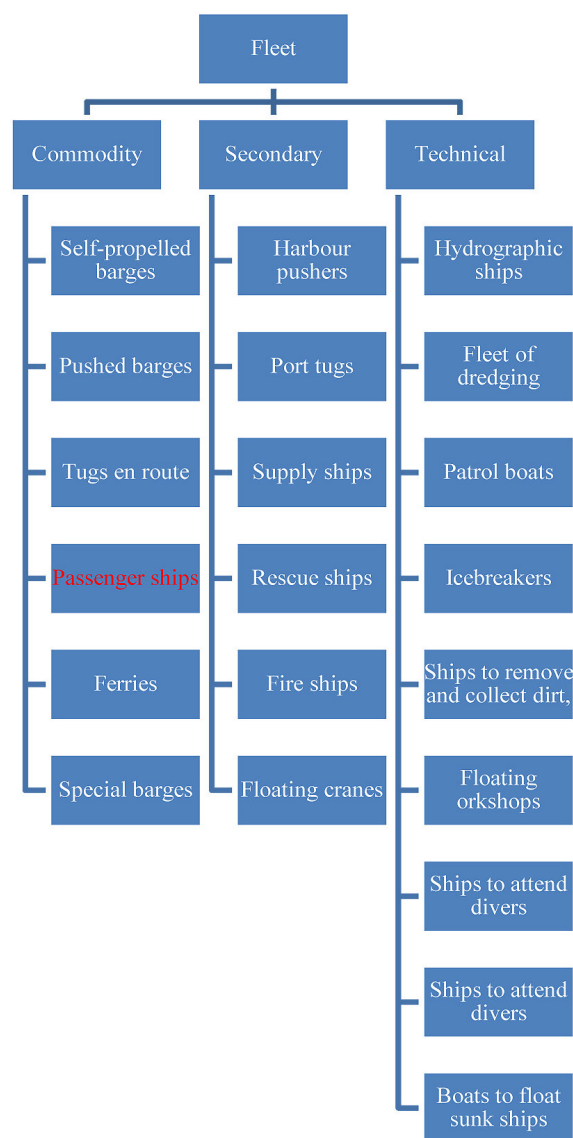 Fleet
Commodity
Secondary
Technical
Self-propelled
barges
Pushed barges
Tugs en route
Passenger ships
Ferries
Special barges
Harbour
pushers
Port tugs
Supply ships
Rescue ships
Fire ships
Floating cranes
Hydrographic
ships
Fleet of
dredging
Patrol boats
Icebreakers
Ships to remove
and collect dirt,
Floating
orkshops
Ships to attend
divers
Ships to attend
divers
Boats to float
sunk ships